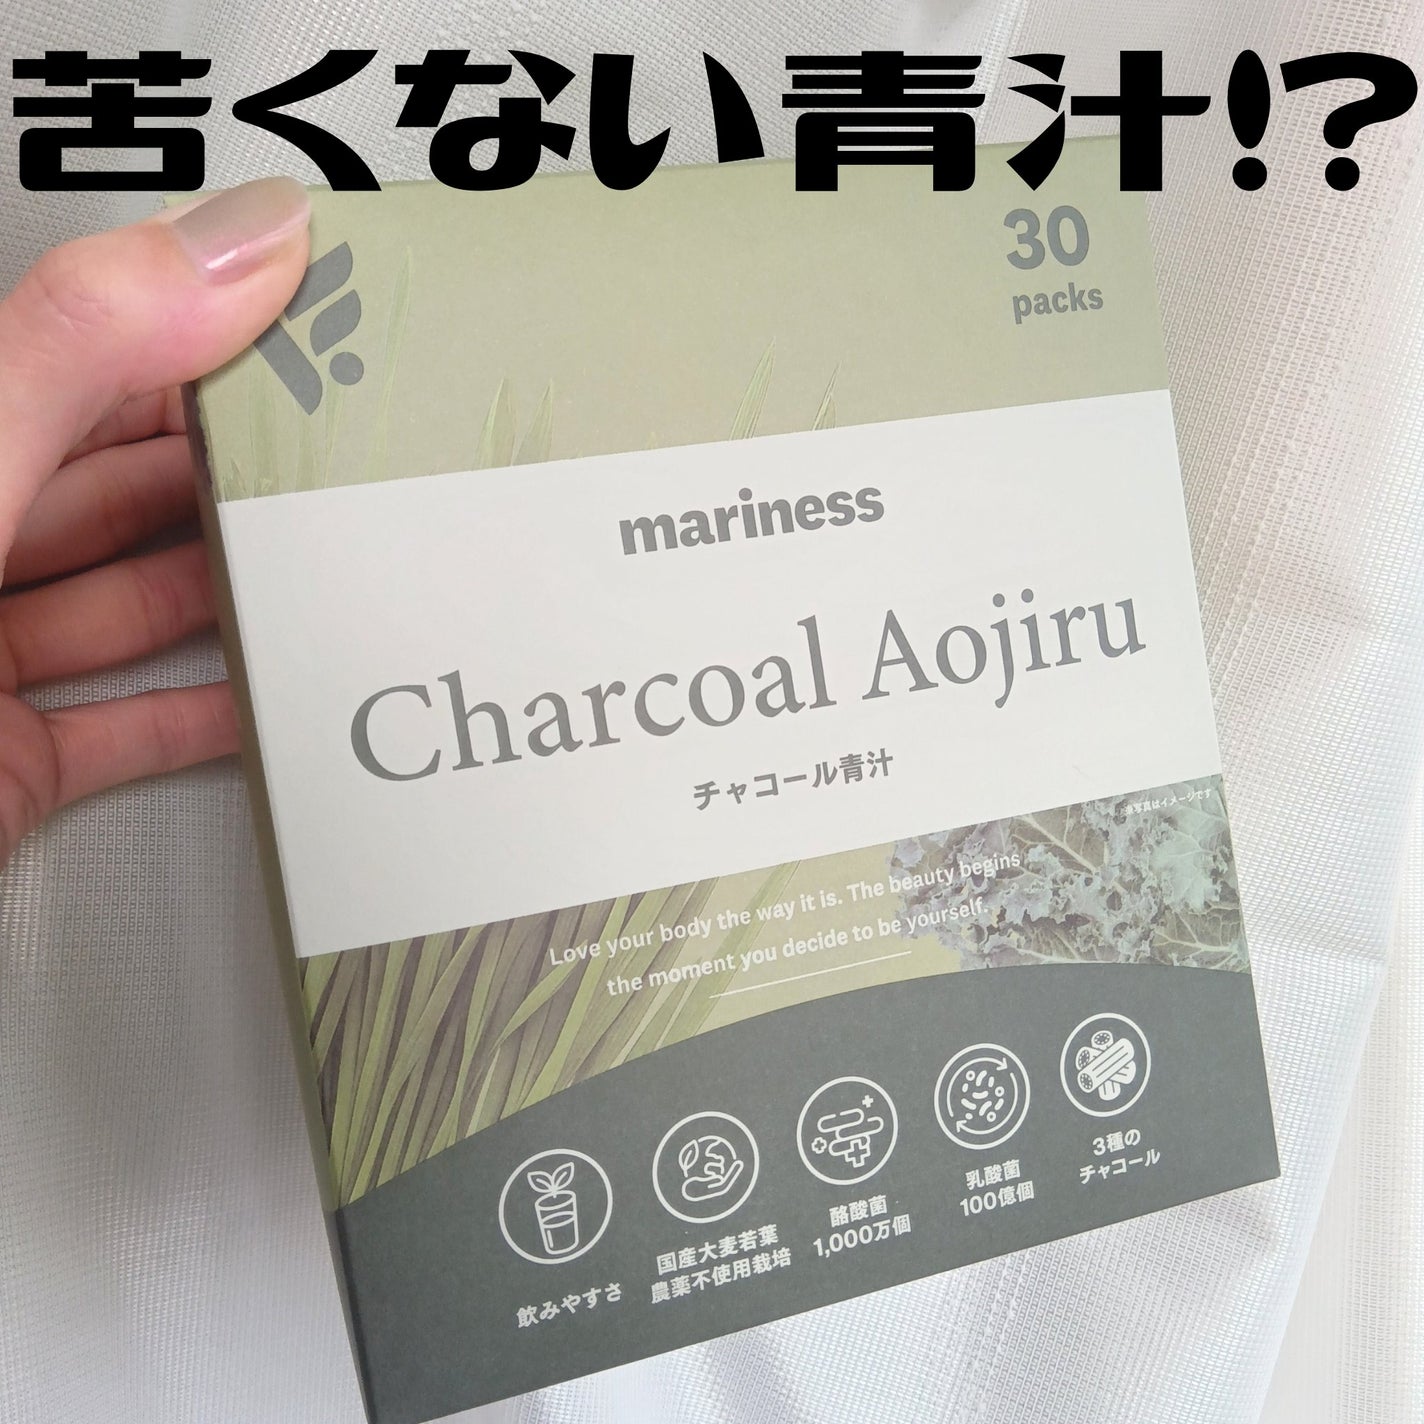 苦くない青汁!?
30
packs
mariness
Charcoal Aojiru
チャコール青汁
※写真はイメージです
Love your body the way it is. The beauty begins
the moment you decide to be yourself.
飲みやすさ
国産大麦若葉
農薬不使用栽培
酪酸菌
1,000万個
乳酸菌
100億個
3種の
チャコール